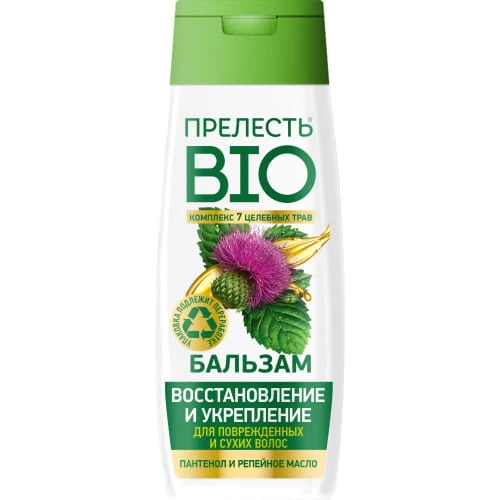 ПРЕЛЕСТЬ®
BIO
КОМПЛЕКС 7 ЦЕЛЕБНЫХ ТРАВ
УПАКОВКА ПОДЛЕЖИТ ПЕРЕРАБОТКЕ
БАЛЬЗАМ
ВОССТАНОВЛЕНИЕ
И УКРЕПЛЕНИЕ
ДЛЯ ПОВРЕЖДЕННЫХ
И СУХИХ ВОЛОС
ПАНТЕНОЛ И РЕПЕЙНОЕ МАСЛО